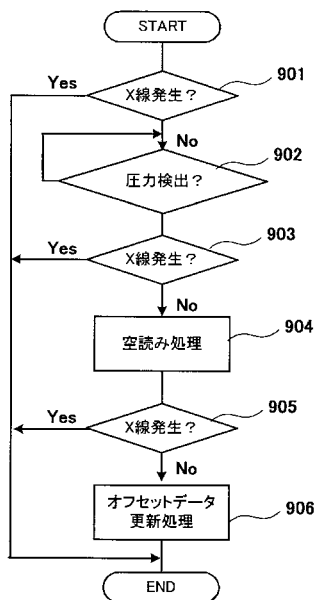 START
901
Yes
X線発生？
No
902
圧力検出？
903
Yes
X線発生？
No
904
空読み処理
905
Yes
X線発生？
No
オフセットデータ
更新処理
906
END